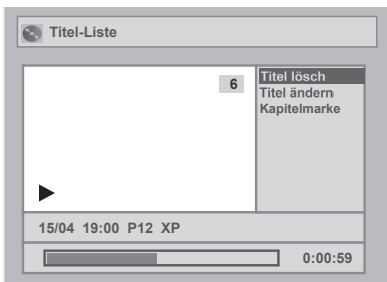 Titel-Liste
6
Titel lösch
Titel ändern
Kapitelmarke
15/04 19:00 P12 XP
0:00:59